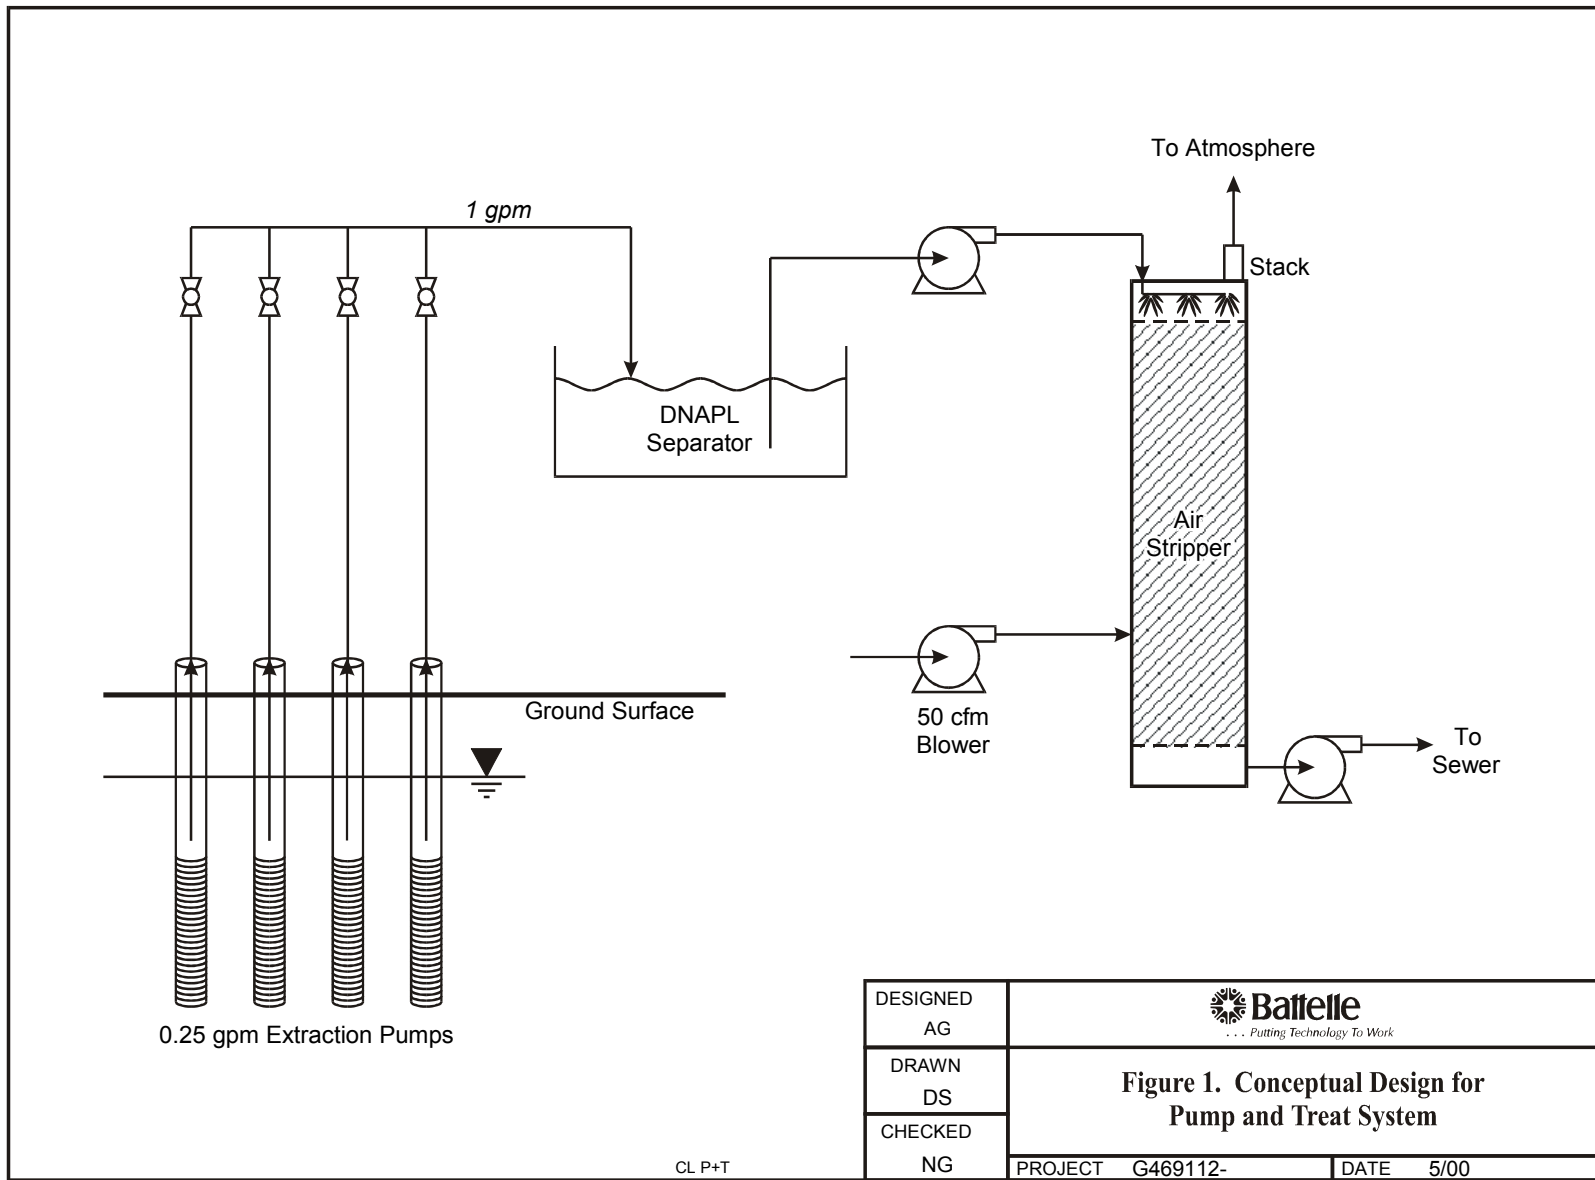 To Atmosphere
1 gpm
Stack
DNAPL
Separator
Air
Stripper
Ground Surface
50 cfm
Blower
To
Sewer
0.25 gpm Extraction Pumps
DESIGNED
AG
Battelle
. . . Putting Technology To Work
DRAWN
DS
Figure 1. Conceptual Design for
Pump and Treat System
CHECKED
NG
CL P+T
PROJECT G469112-
DATE 5/00